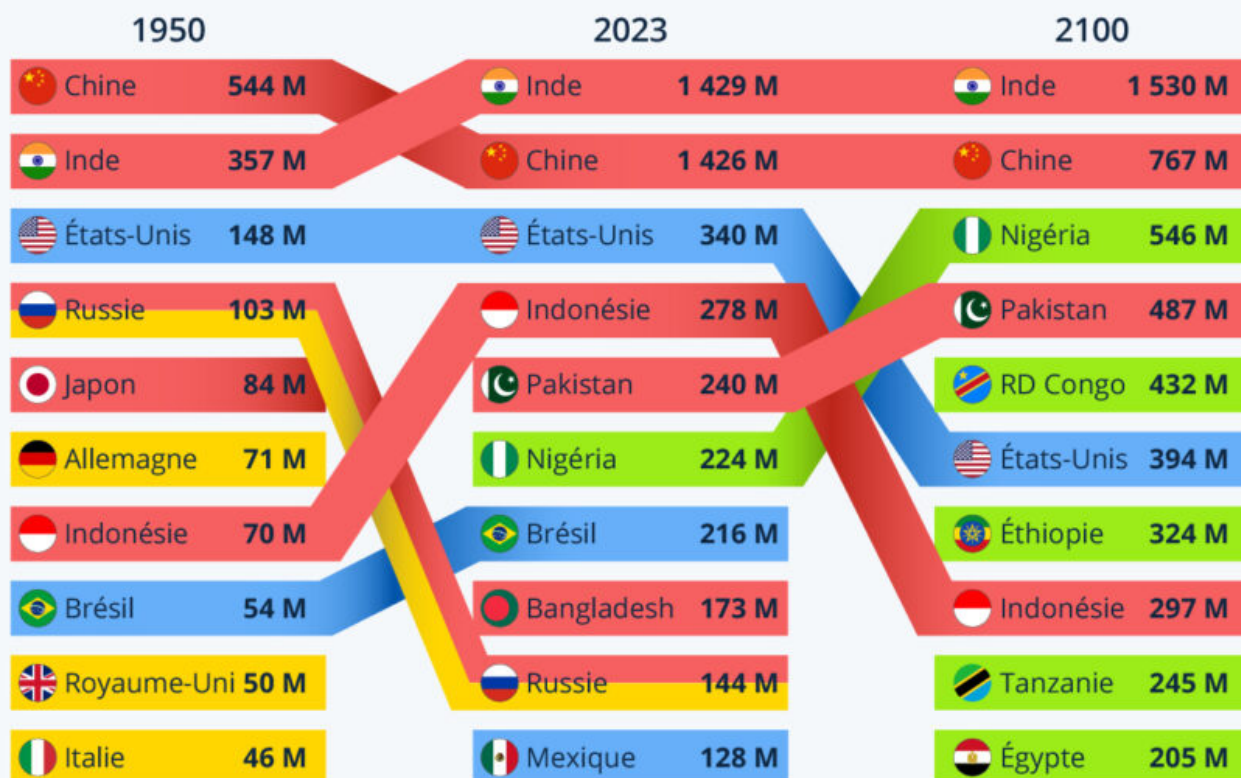 1950 2023 2100
Chine 544 M Inde 1 429 M Inde 1 530 M
Inde 357 M Chine 1 426 M Chine 767 M
États-Unis 148 M États-Unis 340 M Nigéria 546 M
Russie 103 M Indonésie 278 M Pakistan 487 M
Japon 84 M Pakistan 240 M RD Congo 432 M
Allemagne 71 M Nigéria 224 M États-Unis 394 M
Indonésie 70 M Brésil 216 M Éthiopie 324 M
Brésil 54 M Bangladesh 173 M Indonésie 297 M
Royaume-Uni 50 M Russie 144 M Tanzanie 245 M
Italie 46 M Mexique 128 M Égypte 205 M